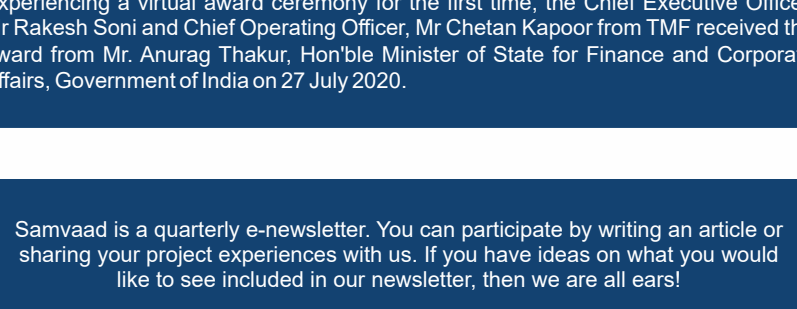 xperiencing a virtual award ceremony for the first time, the Chief Executive Office
r Rakesh Soni and Chief Operating Officer, Mr Chetan Kapoor from TMF received th
ward from Mr. Anurag Thakur, Hon'ble Minister of State for Finance and Corporat
ffairs, Government of India on 27 July 2020.
Samvaad is a quarterly e-newsletter. You can participate by writing an article or
sharing your project experiences with us. If you have ideas on what you would
like to see included in our newsletter, then we are all ears!